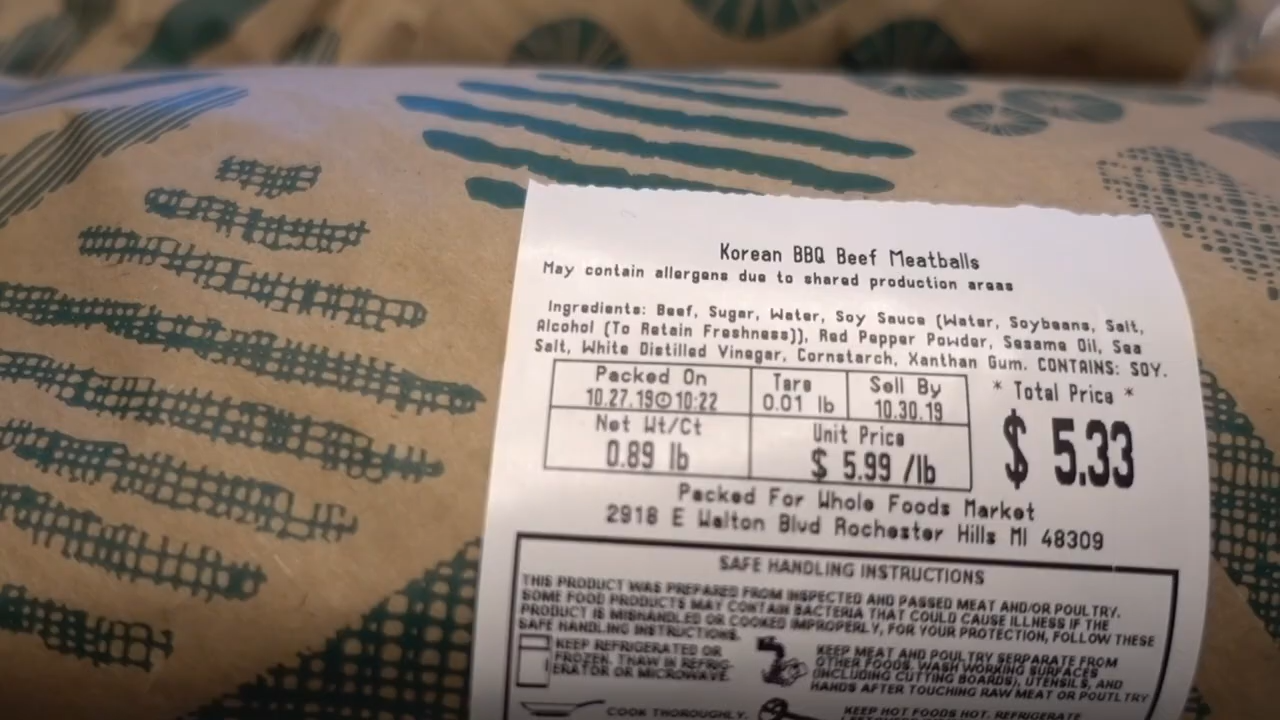 Korean BBQ Beef Meatballs
May contain allergens due to shared production areas
Ingredients: Beef, Sugar, Water, Soy Sauce (Water, Soybeans, Salt,
Alcohol (To Retain Freshness)), Red Pepper Powder, Sesame Oil, Sea
Salt, White Distilled Vinegar, Cornstarch, Xanthan Gum. CONTAINS: SOY.
Packed On Tare Sell By * Total Price *
10.27.19 10:22 0.01 lb 10.30.19
$ 5.33
Net Wt/Ct Unit Price
0.89 lb $ 5.99 /lb
Packed For Whole Foods Market
2918 E Walton Blvd Rochester Hills MI 48309
SAFE HANDLING INSTRUCTIONS
THIS PRODUCT WAS PREPARED FROM INSPECTED AND PASSED MEAT AND/OR POULTRY.
SOME FOOD PRODUCTS MAY CONTAIN BACTERIA THAT COULD CAUSE ILLNESS IF THE
PRODUCT IS MISHANDLED OR COOKED IMPROPERLY, FOR YOUR PROTECTION, FOLLOW THESE
SAFE HANDLING INSTRUCTIONS.
KEEP REFRIGERATED OR
FROZEN. THAW IN REFRIG-
ERATOR OR MICROWAVE.
KEEP MEAT AND POULTRY SERPARATE FROM
OTHER FOODS. WASH WORKING SURFACES
(INCLUDING CUTTING BOARDS), UTENSILS, AND
HANDS AFTER TOUCHING RAW MEAT OR POUTLTRY
COOK THOROUGHLY.
KEEP HOT FOODS HOT. REFRIGERATE